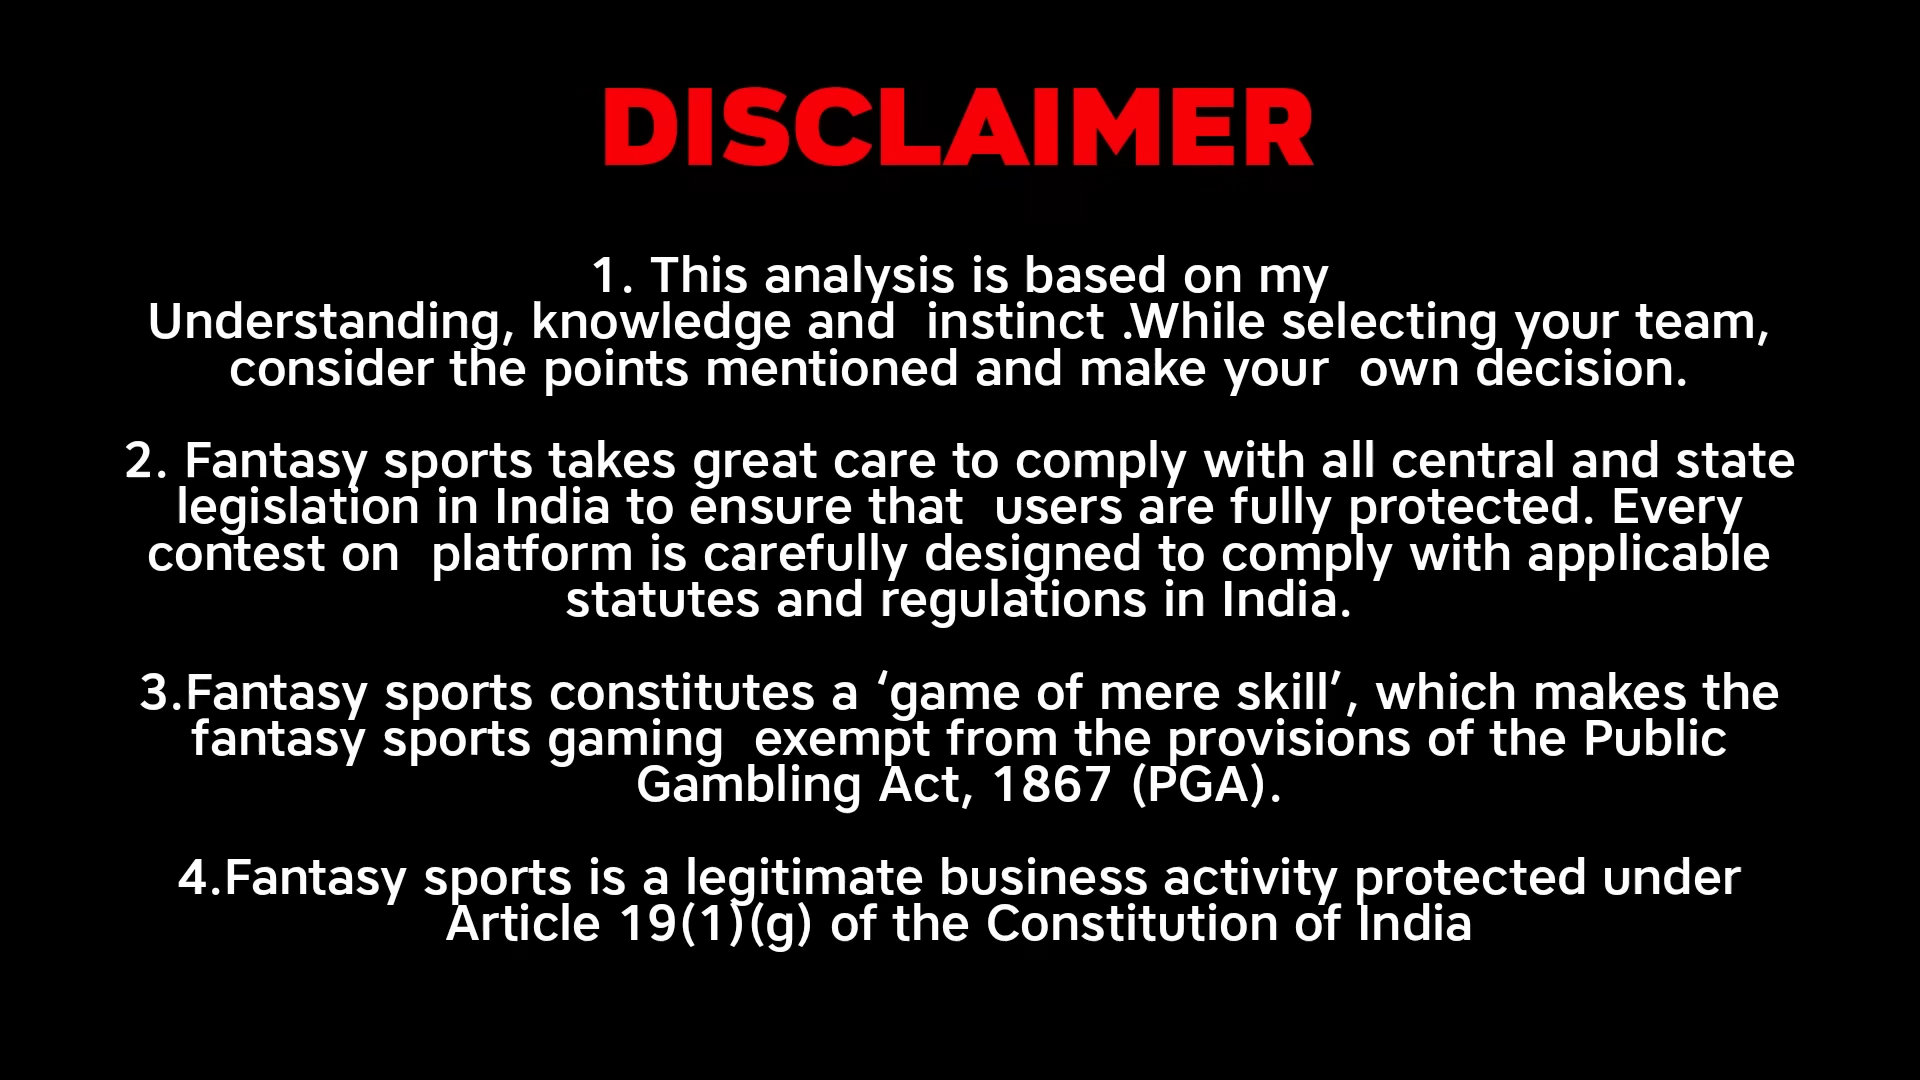 DISCLAIMER
1. This analysis is based on my
Understanding, knowledge and  instinct .While selecting your team,
consider the points mentioned and make your  own decision.
2. Fantasy sports takes great care to comply with all central and state
legislation in India to ensure that  users are fully protected. Every
contest on  platform is carefully designed to comply with applicable
statutes and regulations in India.
3.Fantasy sports constitutes a ‘game of mere skill’, which makes the
fantasy sports gaming  exempt from the provisions of the Public
Gambling Act, 1867 (PGA).
4.Fantasy sports is a legitimate business activity protected under
Article 19(1)(g) of the Constitution of India